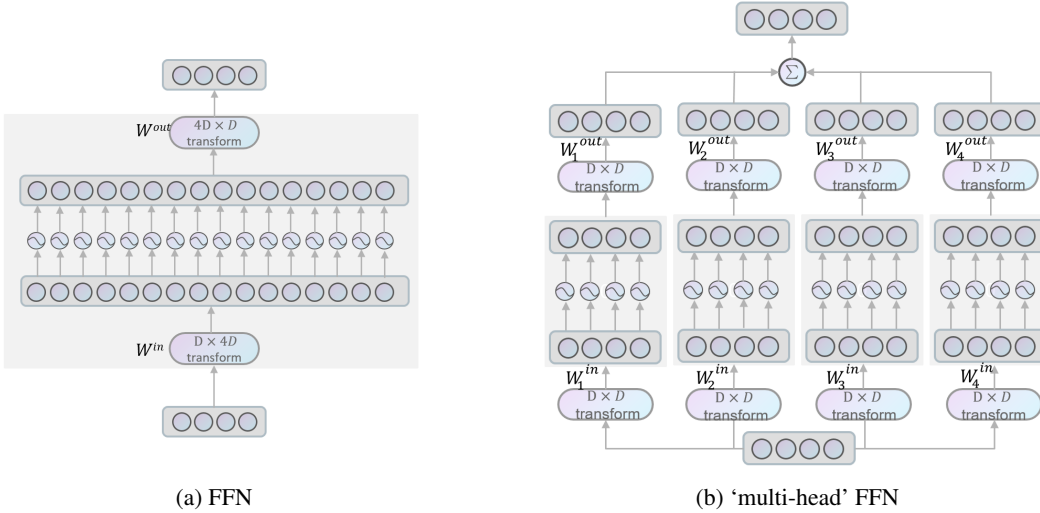 W^out
4D × D
transform
W^in
D × 4D
transform
(a) FFN
Σ
W_1^out
D × D
transform
W_2^out
D × D
transform
W_3^out
D × D
transform
W_4^out
D × D
transform
W_1^in
D × D
transform
W_2^in
D × D
transform
W_3^in
D × D
transform
W_4^in
D × D
transform
(b) ‘multi-head’ FFN